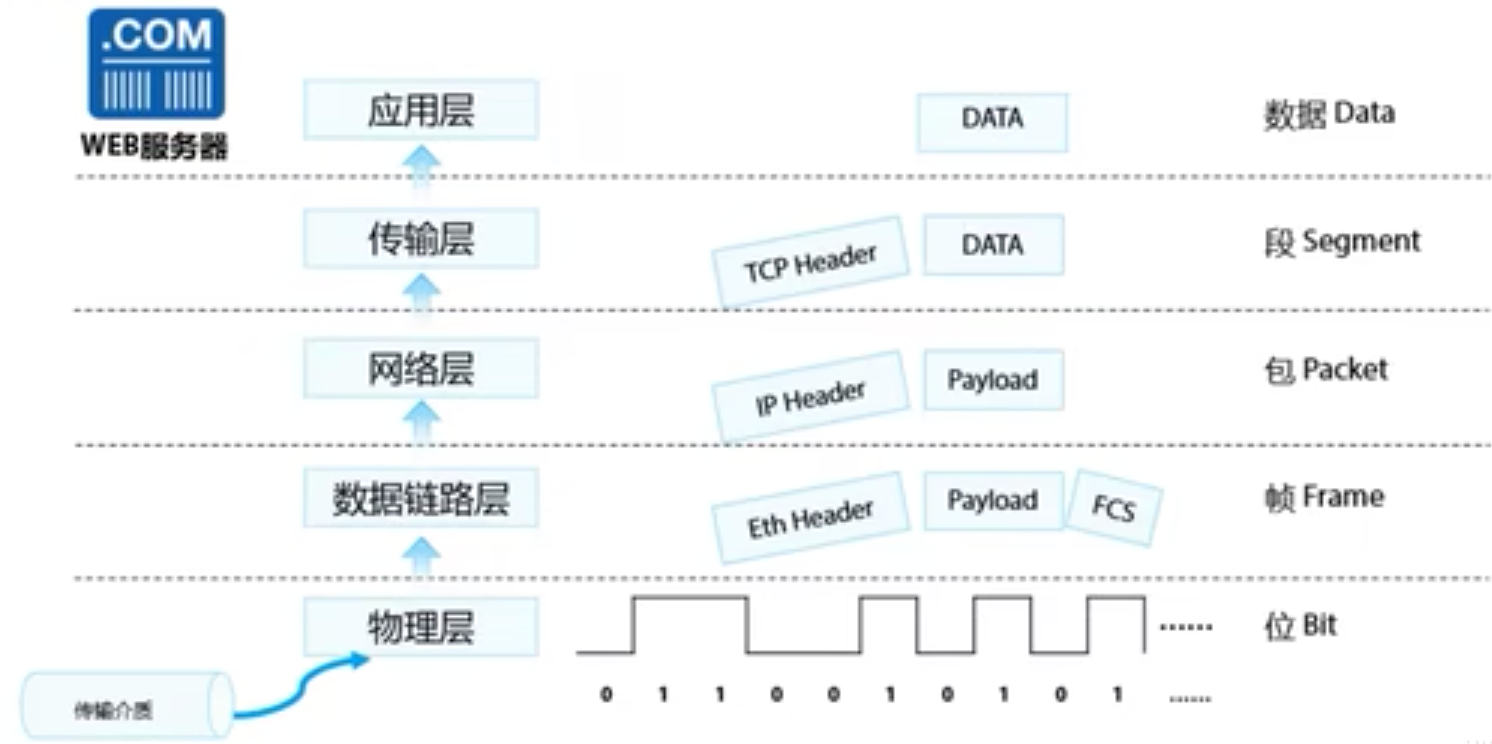 .COM
WEB服务器
应用层
DATA
数据 Data
传输层
TCP Header
DATA
段 Segment
网络层
IP Header
Payload
包 Packet
数据链路层
Eth Header
Payload
FCS
帧 Frame
物理层
......
位 Bit
传输介质
0 1 1 0 0 1 0 1 0 1 ......